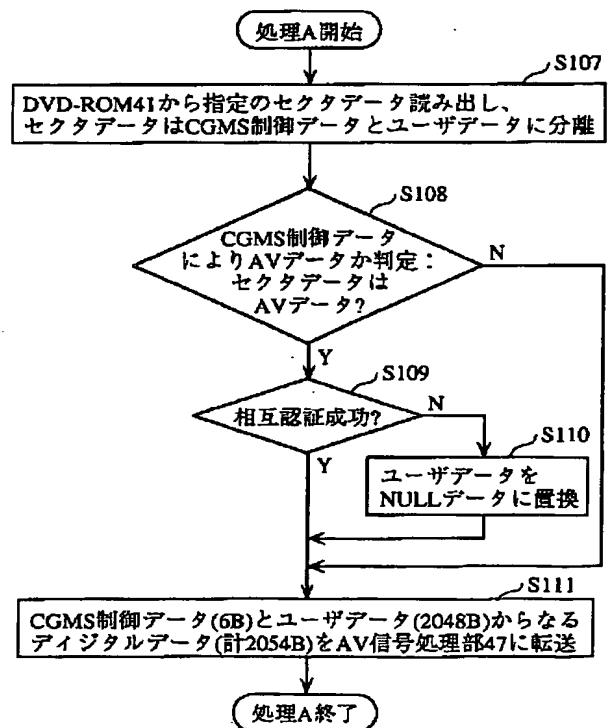 処理A開始
S107
DVD-ROM41から指定のセクタデータ読み出し、
セクタデータはCGMS制御データとユーザデータに分離
S108
CGMS制御データ
によりAVデータか判定：
セクタデータは
AVデータ?
N
Y
S109
相互認証成功?
N
Y
S110
ユーザデータを
NULLデータに置換
S111
CGMS制御データ(6B)とユーザデータ(2048B)からなる
ディジタルデータ(計2054B)をAV信号処理部47に転送
処理A終了